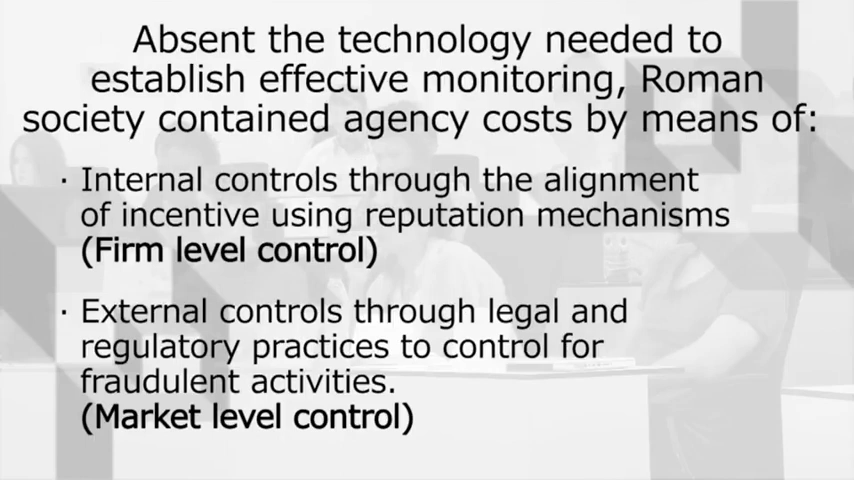 Absent the technology needed to
establish effective monitoring, Roman
society contained agency costs by means of:
· Internal controls through the alignment
of incentive using reputation mechanisms
(Firm level control)
· External controls through legal and
regulatory practices to control for
fraudulent activities.
(Market level control)